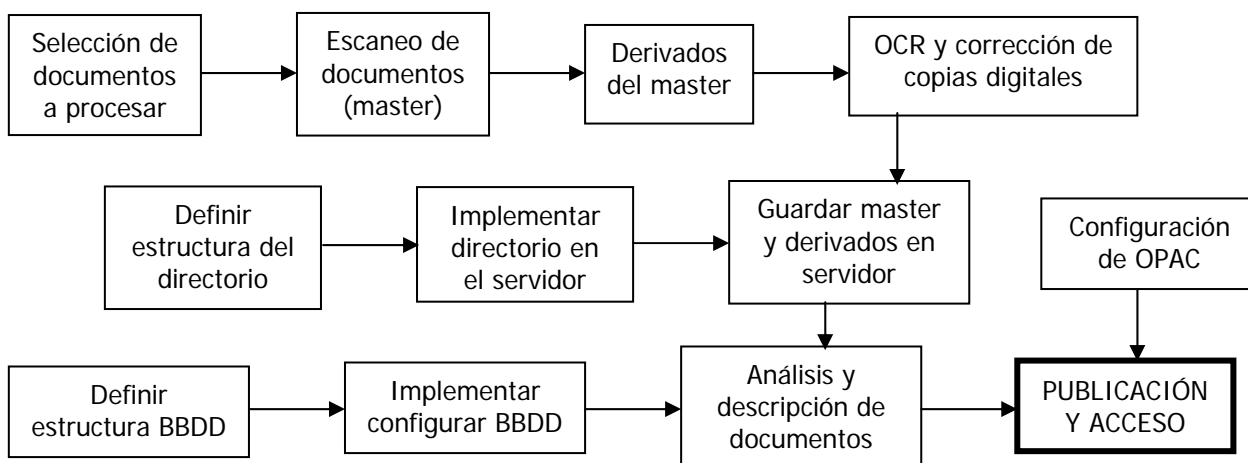 Selección de
documentos
a procesar
Escaneo de
documentos
(master)
Derivados
del master
OCR y corrección de
copias digitales
Definir
estructura del
directorio
Implementar
directorio en
el servidor
Guardar master
y derivados en
servidor
Configuración
de OPAC
Definir
estructura BBDD
Implementar
configurar BBDD
Análisis y
descripción de
documentos
PUBLICACIÓN
Y ACCESO